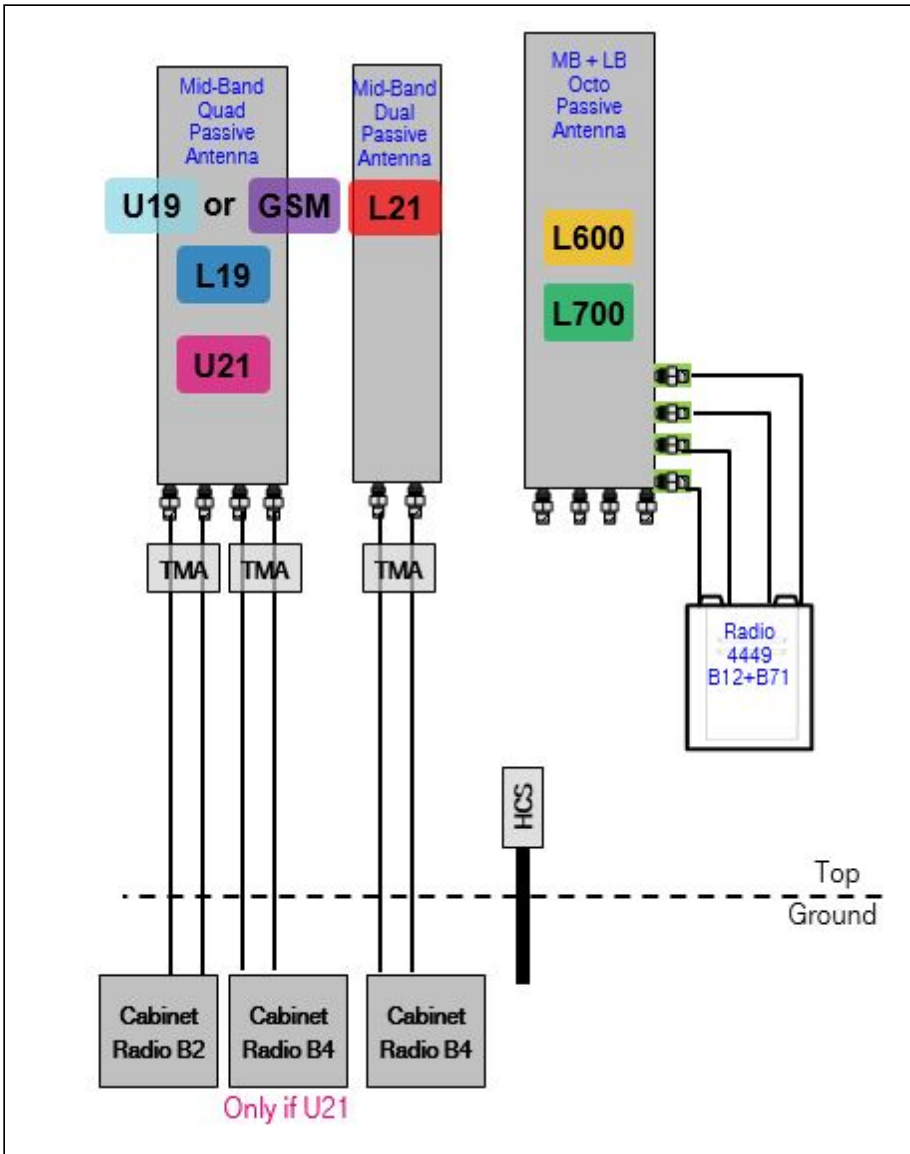 Mid-Band
Quad
Passive
Antenna
U19 or GSM
L19
U21
Mid-Band
Dual
Passive
Antenna
L21
MB + LB
Octo
Passive
Antenna
L600
L700
TMA
TMA
TMA
Radio
4449
B12+B71
HCS
Top
Ground
Cabinet
Radio B2
Cabinet
Radio B4
Only if U21
Cabinet
Radio B4